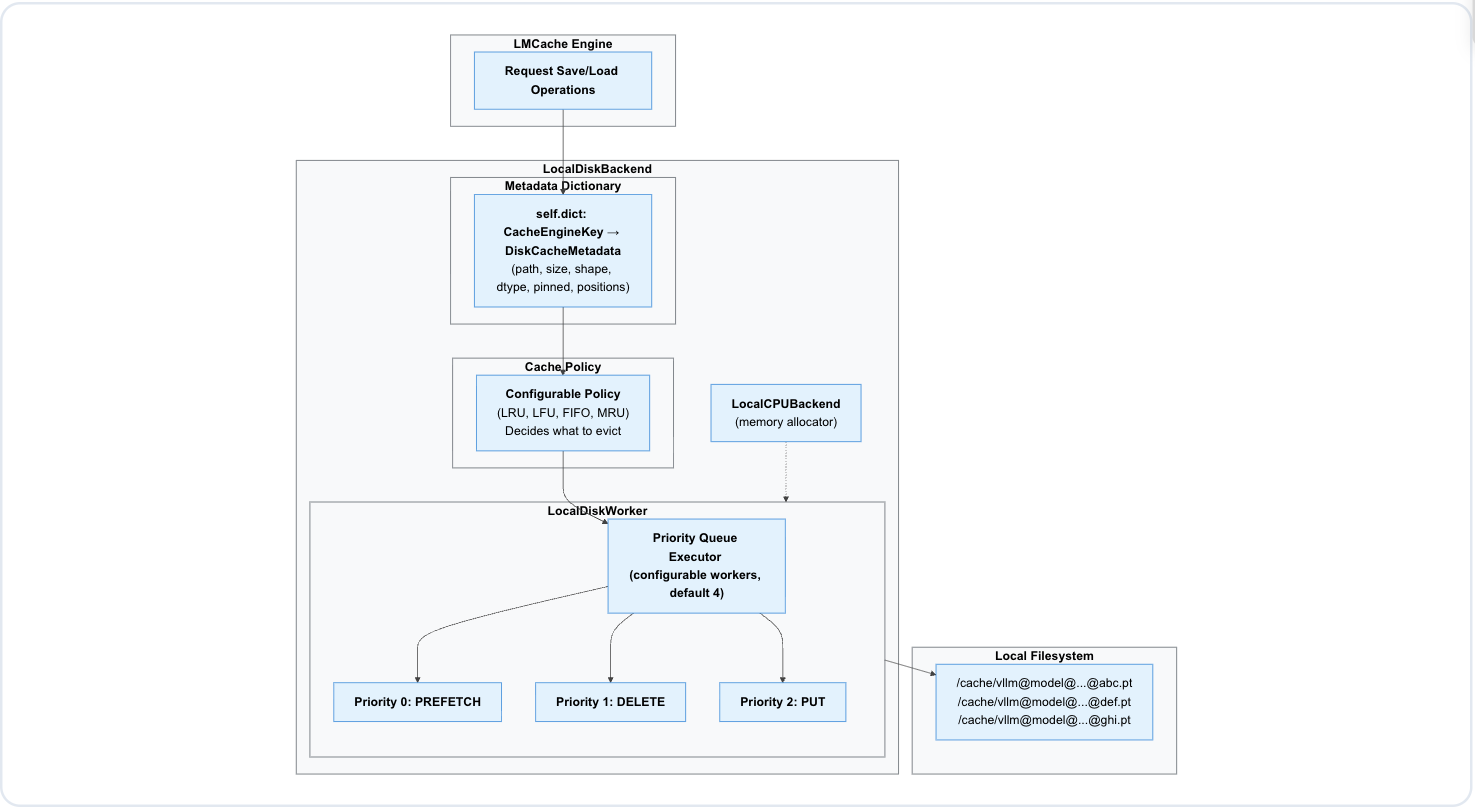 LMCache Engine
Request Save/Load
Operations
LocalDiskBackend
Metadata Dictionary
self.dict:
CacheEngineKey →
DiskCacheMetadata
(path, size, shape,
dtype, pinned, positions)
Cache Policy
Configurable Policy
(LRU, LFU, FIFO, MRU)
Decides what to evict
LocalCPUBackend
(memory allocator)
LocalDiskWorker
Priority Queue
Executor
(configurable workers,
default 4)
Priority 0: PREFETCH
Priority 1: DELETE
Priority 2: PUT
Local Filesystem
/cache/vllm@model@...@abc.pt
/cache/vllm@model@...@def.pt
/cache/vllm@model@...@ghi.pt